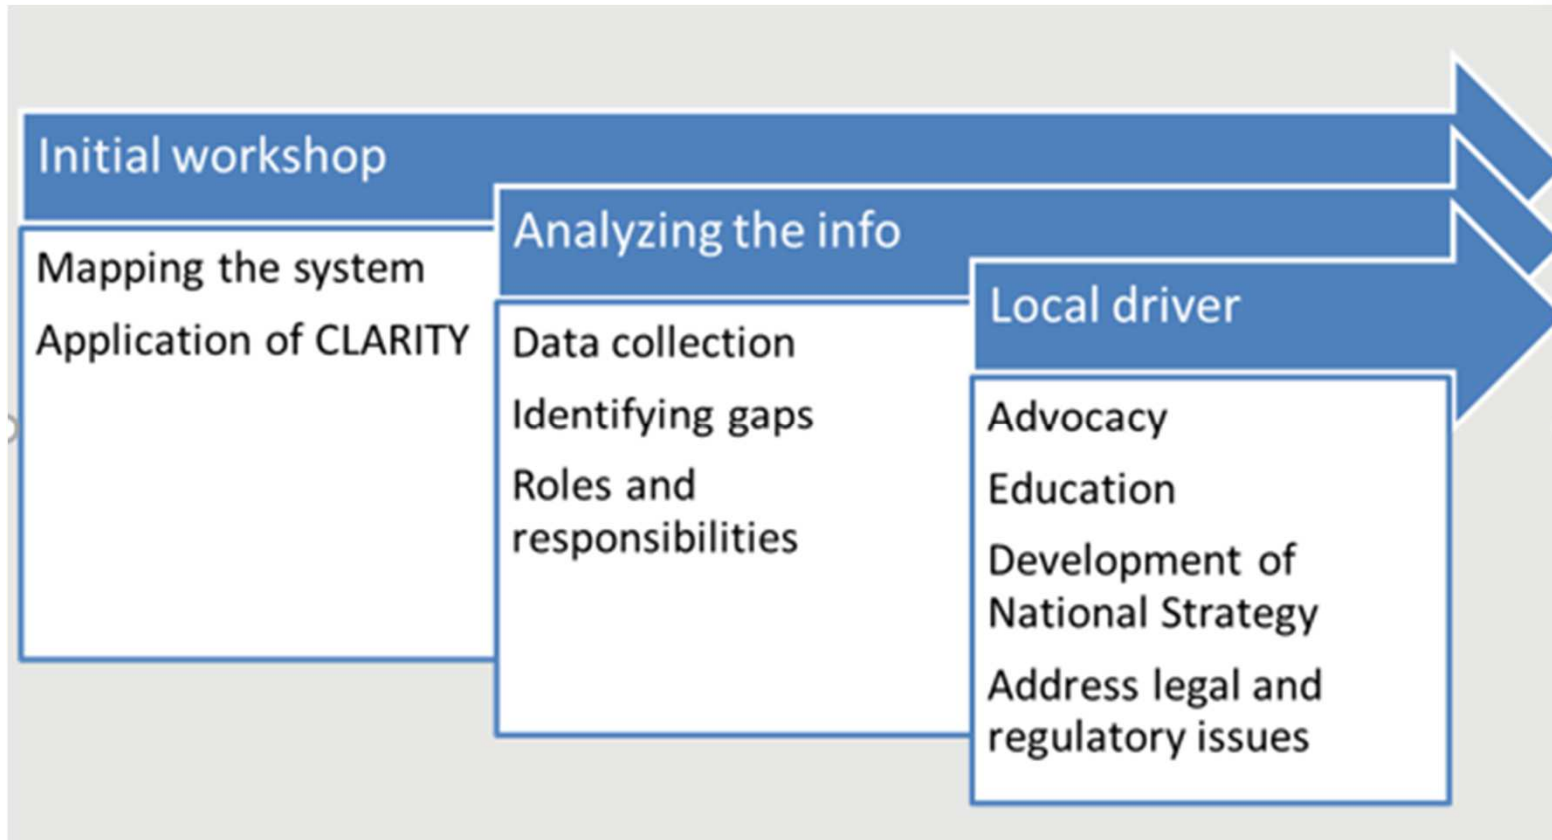 Initial workshop
Mapping the system
Application of CLARITY
Analyzing the info
Data collection
Identifying gaps
Roles and
responsibilities
Local driver
Advocacy
Education
Development of
National Strategy
Address legal and
regulatory issues